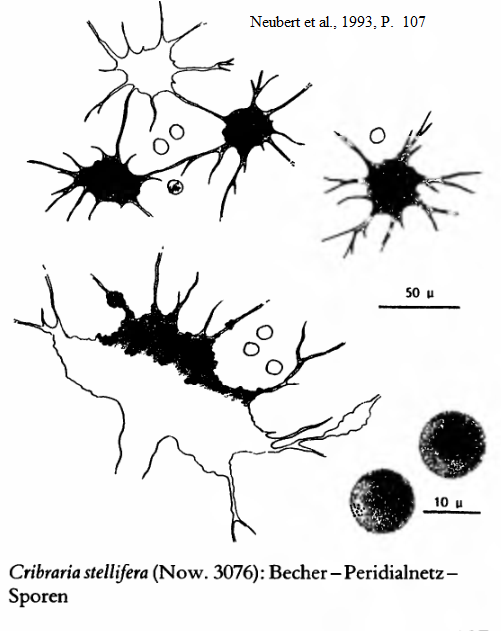 Neubert et al., 1993, P. 107
50 μ
10 μ
Cribraria stellifera (Now. 3076): Becher – Peridialnetz –
Sporen